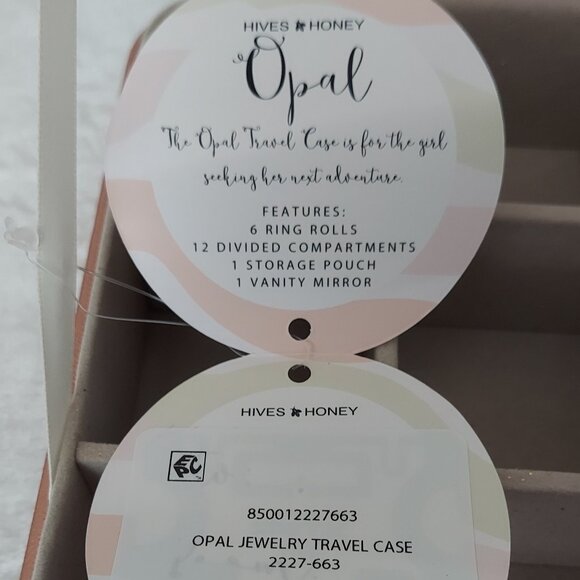 HIVES & HONEY
Opal
The Opal Travel Case is for the girl
seeking her next adventure.
FEATURES:
6 RING ROLLS
12 DIVIDED COMPARTMENTS
1 STORAGE POUCH
1 VANITY MIRROR
HIVES & HONEY
EPC
850012227663
OPAL JEWELRY TRAVEL CASE
2227-663